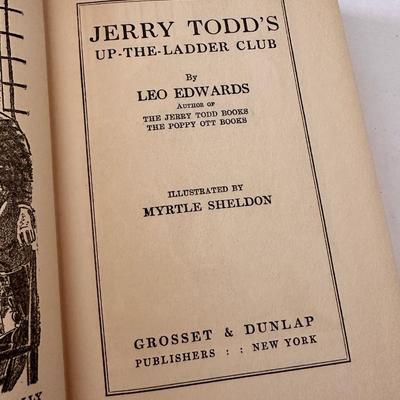 JERRY TODD'S
UP-THE-LADDER CLUB
By
LEO EDWARDS
AUTHOR OF
THE JERRY TODD BOOKS
THE POPPY OTT BOOKS
ILLUSTRATED BY
MYRTLE SHELDON
GROSSET & DUNLAP
PUBLISHERS : : NEW YORK